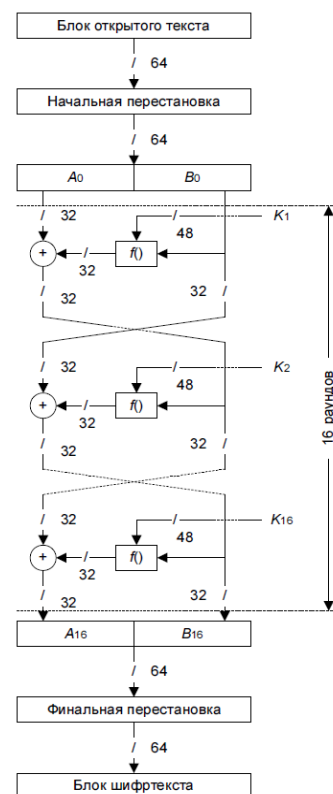 Блок открытого текста
/ 64
Начальная перестановка
/ 64
A0 B0
/ 32 / K1
48
+ / f()
32
/ 32 32 /
/ 32 / K2
48
+ / f()
32
/ 32 32 /
/ 32 / K16
48
+ / f()
32
/ 32 32 /
16 раундов
A16 B16
/ 64
Финальная перестановка
/ 64
Блок шифртекста